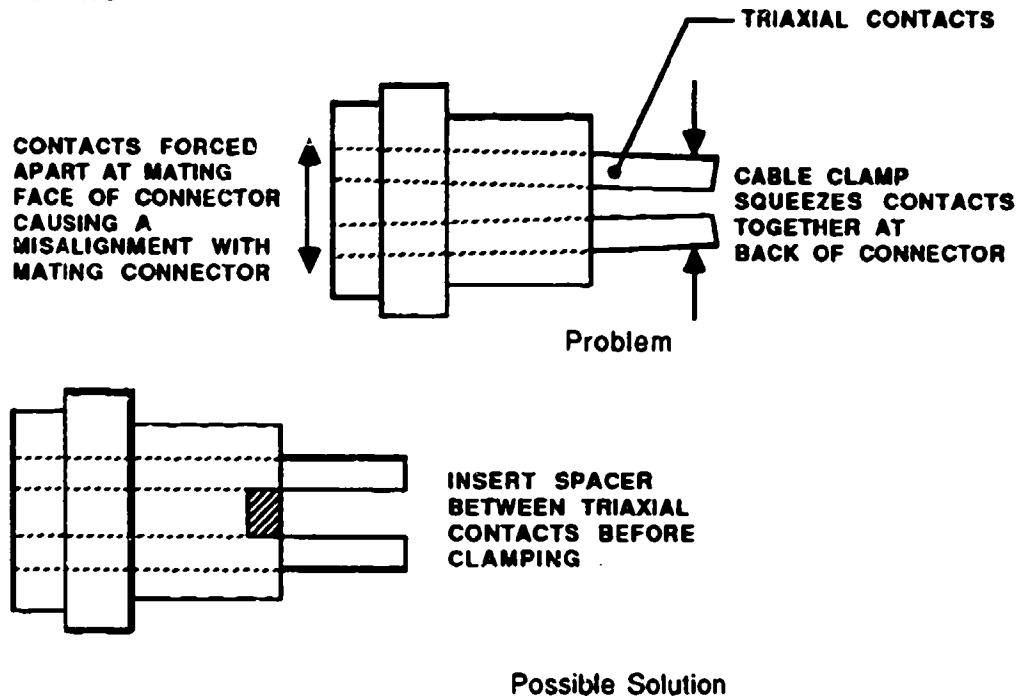 TRIAXIAL CONTACTS
CONTACTS FORCED
APART AT MATING
FACE OF CONNECTOR
CAUSING A
MISALIGNMENT WITH
MATING CONNECTOR
CABLE CLAMP
SQUEEZES CONTACTS
TOGETHER AT
BACK OF CONNECTOR
Problem
INSERT SPACER
BETWEEN TRIAXIAL
CONTACTS BEFORE
CLAMPING
Possible Solution